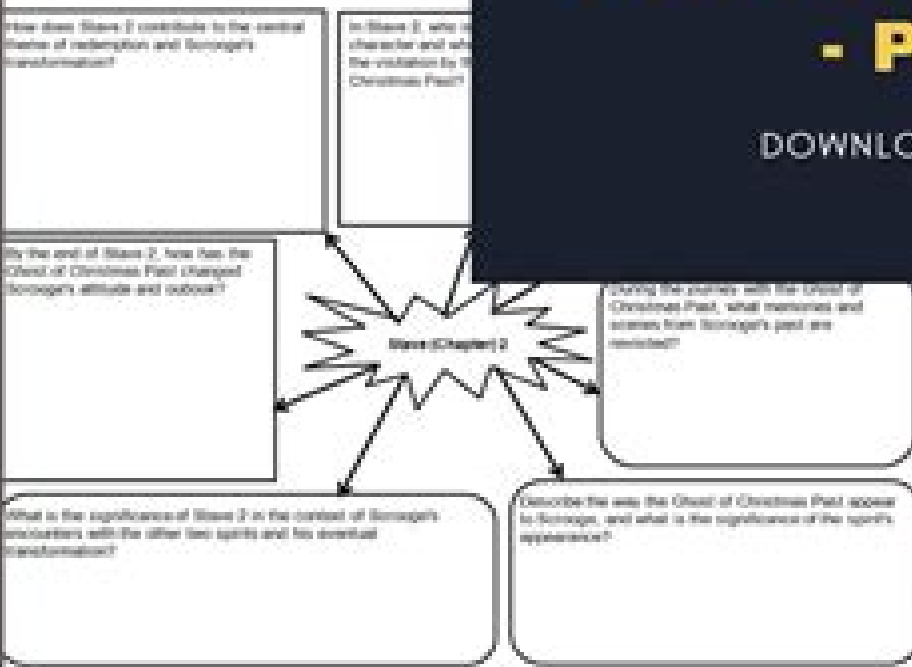 How does Stave 2 contribute to the central
theme of redemption and Scrooge's
transformation?
In Stave 2, who
character and
the visitation by
Christmas Past?
- P
DOWNLO
By the end of Stave 2, how has the
Ghost of Christmas Past changed
Scrooge's attitude and outlook?
Stave (Chapter) 2
During the journey with the Ghost of
Christmas Past, what memories and
scenes from Scrooge's past are
revisited?
What is the significance of Stave 2 in the context of Scrooge's
encounters with the other two spirits and his eventual
transformation?
Describe the way the Ghost of Christmas Past appear
to Scrooge, and what is the significance of the spirit's
appearance?